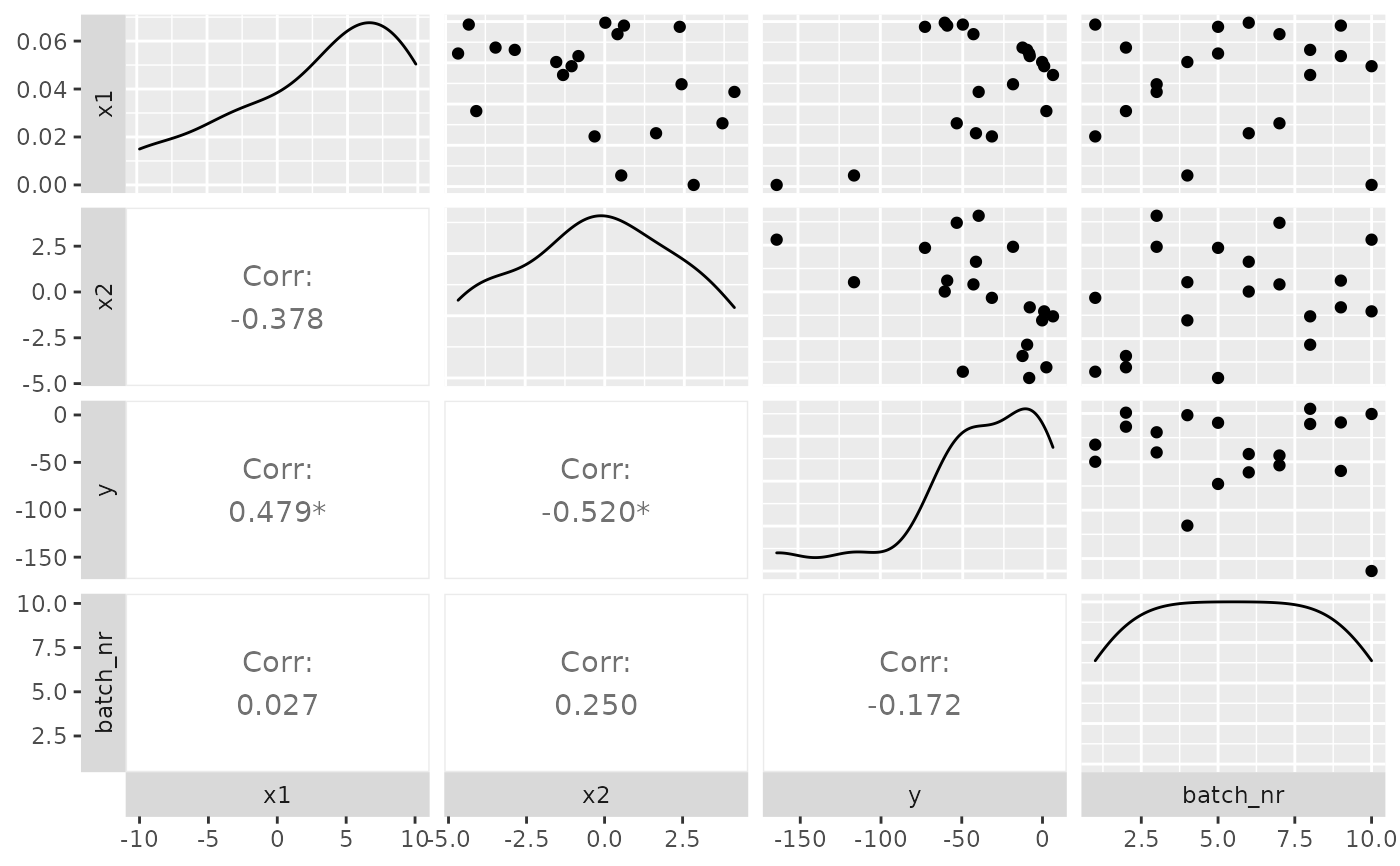 0.06
0.04
0.02
0.00
x1
2.5
0.0
-2.5
-5.0
x2
Corr:
-0.378
0
-50
-100
-150
y
Corr:
0.479*
Corr:
-0.520*
10.0
7.5
5.0
2.5
batch_nr
Corr:
0.027
Corr:
0.250
Corr:
-0.172
x1 x2 y batch_nr
-10 -5 0 5 10 -5.0 -2.5 0.0 2.5 -150 -100 -50 0 2.5 5.0 7.5 10.0